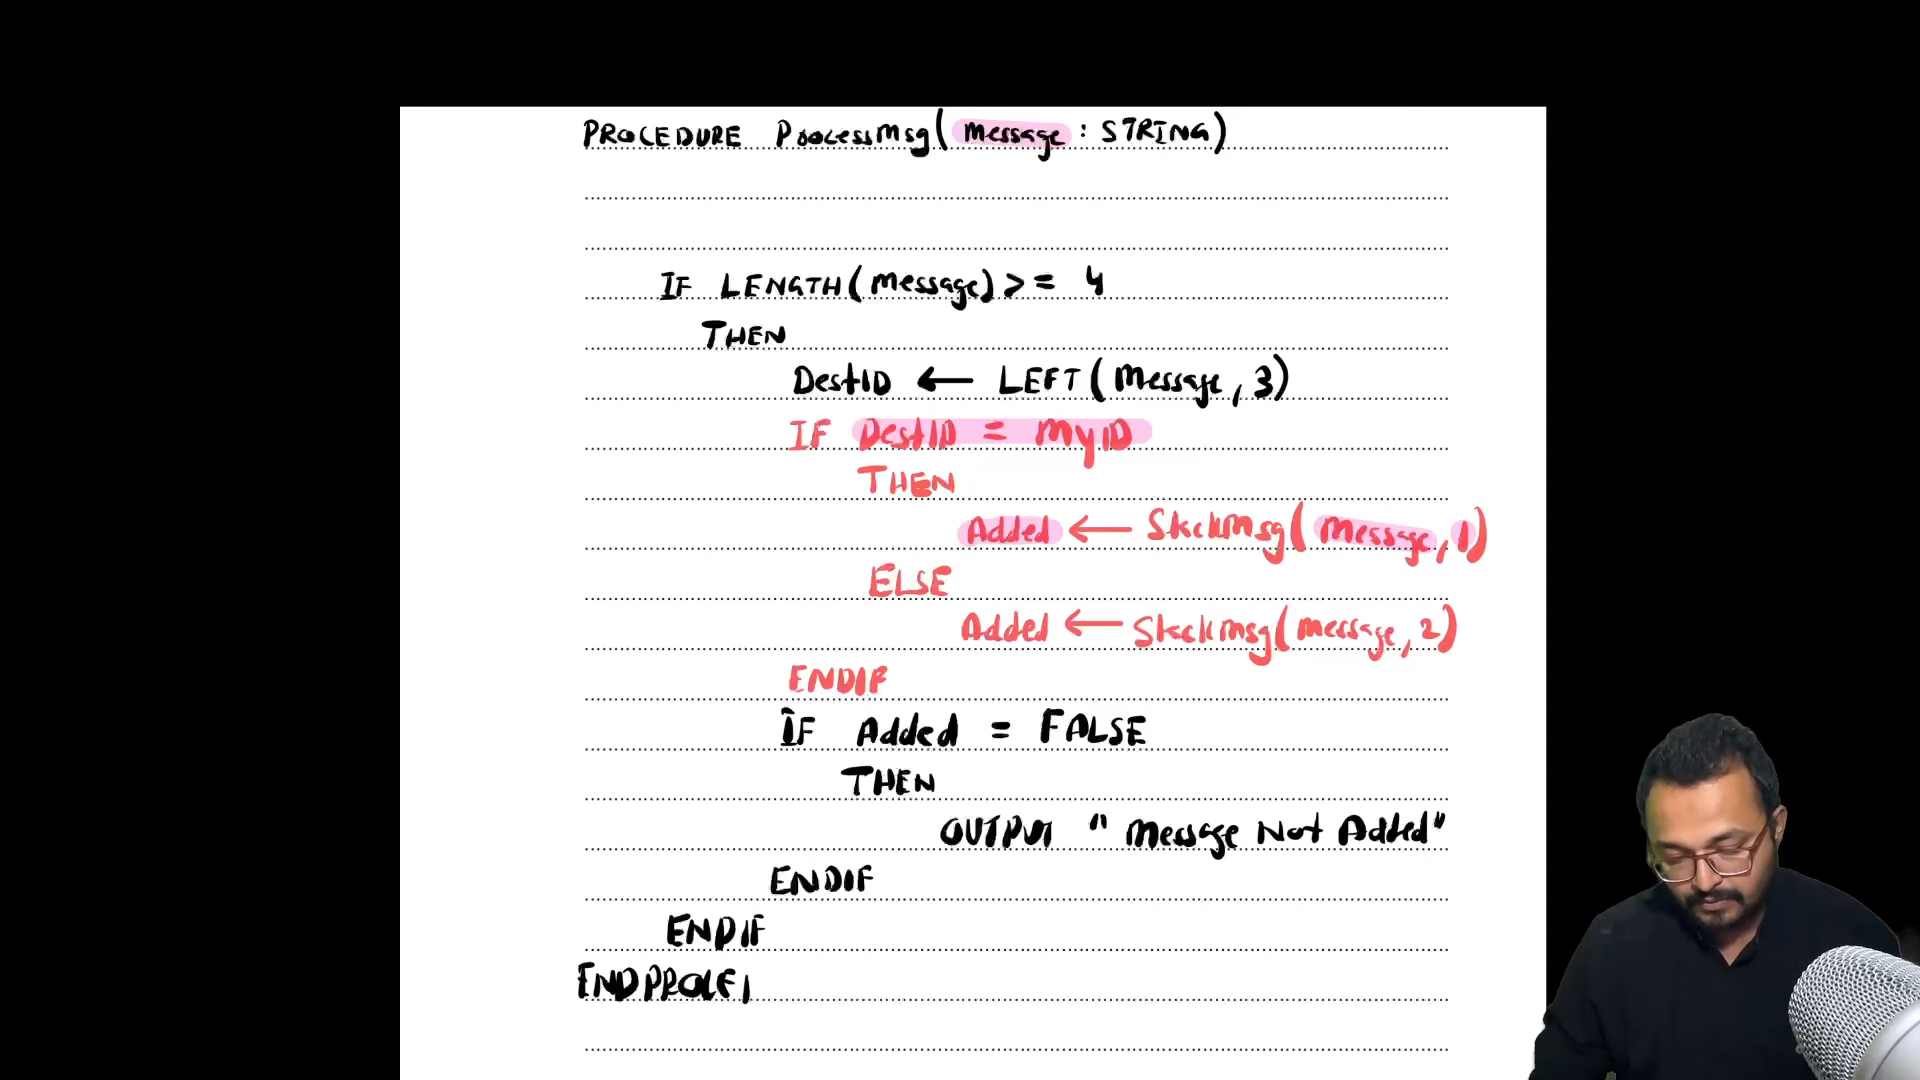 PROCEDURE ProcessMsg( Message : STRING)
IF LENGTH(Message) >= 4
THEN
DestID ← LEFT(Message, 3)
IF DestID = MyID
THEN
Added ← StackMsg(Message, 1)
ELSE
Added ← StackMsg(Message, 2)
ENDIF
IF Added = FALSE
THEN
OUTPUT "Message Not Added"
ENDIF
ENDIF